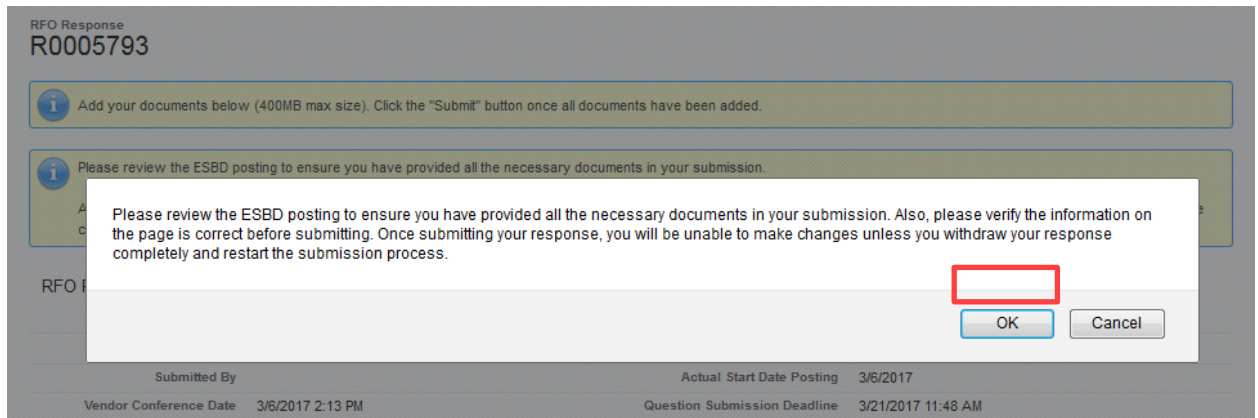 RFO Response
R0005793
Add your documents below (400MB max size). Click the "Submit" button once all documents have been added.
Please review the ESBD posting to ensure you have provided all the necessary documents in your submission.
Please review the ESBD posting to ensure you have provided all the necessary documents in your submission. Also, please verify the information on
the page is correct before submitting. Once submitting your response, you will be unable to make changes unless you withdraw your response
completely and restart the submission process.
RFO
OK Cancel
Submitted By Actual Start Date Posting 3/6/2017
Vendor Conference Date 3/6/2017 2:13 PM Question Submission Deadline 3/21/2017 11:48 AM